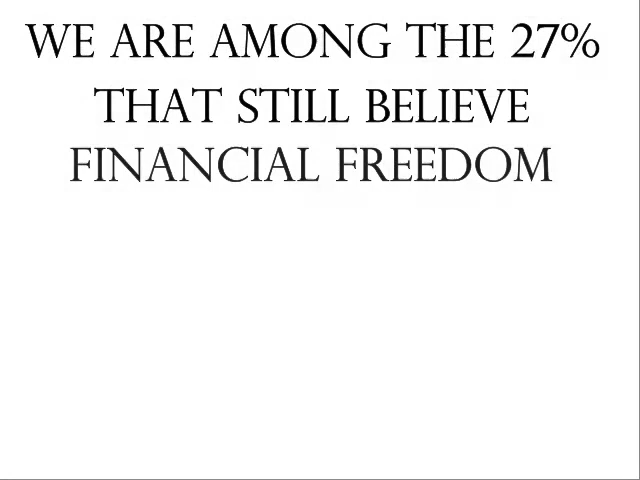 WE ARE AMONG THE 27%
THAT STILL BELIEVE
FINANCIAL FREEDOM